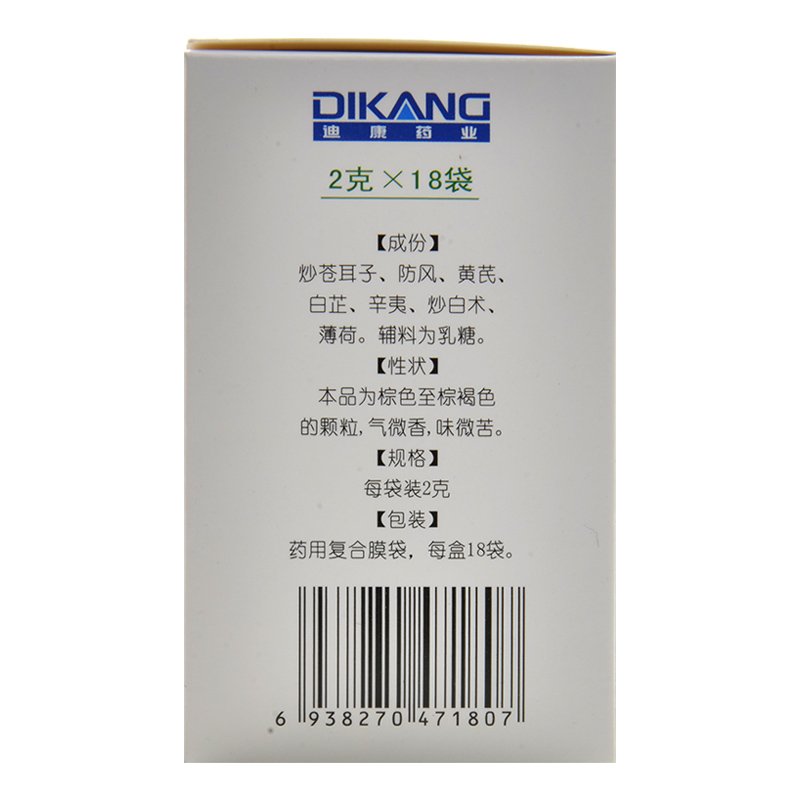 DIKANG
迪康药业
2克×18袋
【成份】
炒苍耳子、防风、黄芪、
白芷、辛夷、炒白术、
薄荷。辅料为乳糖。
【性状】
本品为棕色至棕褐色
的颗粒,气微香,味微苦。
【规格】
每袋装2克
【包装】
药用复合膜袋，每盒18袋。
6 938270 471807